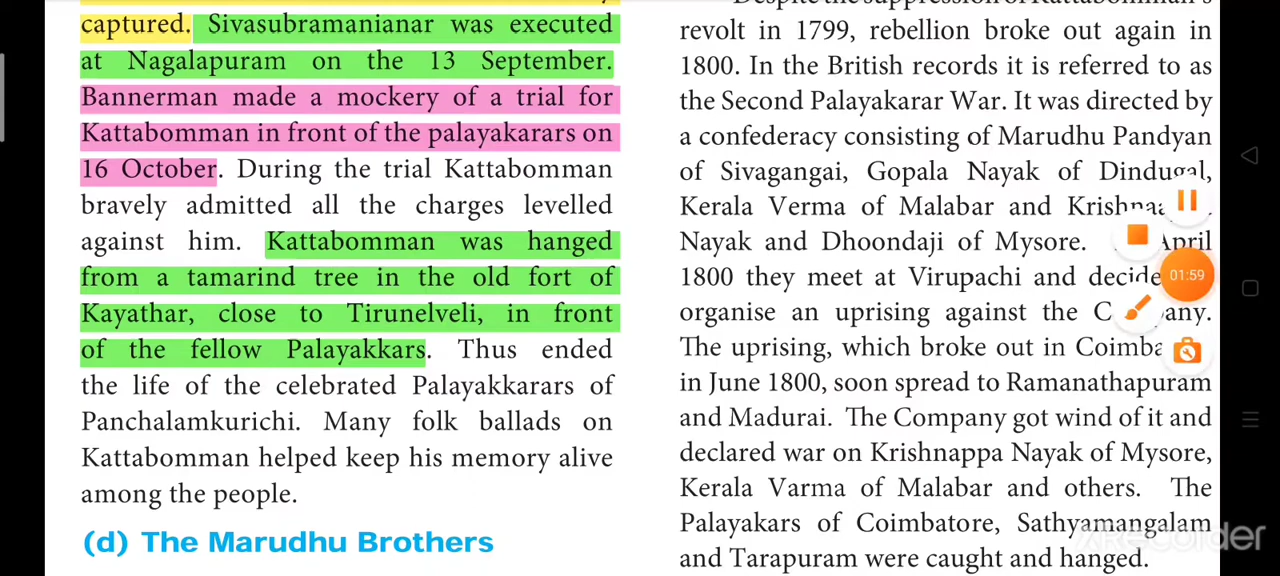 captured. Sivasubramanianar was executed
at Nagalapuram on the 13 September.
Bannerman made a mockery of a trial for
Kattabomman in front of the palayakarars on
16 October. During the trial Kattabomman
bravely admitted all the charges levelled
against him. Kattabomman was hanged
from a tamarind tree in the old fort of
Kayathar, close to Tirunelveli, in front
of the fellow Palayakkars. Thus ended
the life of the celebrated Palayakkarars of
Panchalamkurichi. Many folk ballads on
Kattabomman helped keep his memory alive
among the people.
(d) The Marudhu Brothers
revolt in 1799, rebellion broke out again in
1800. In the British records it is referred to as
the Second Palayakarar War. It was directed by
a confederacy consisting of Marudhu Pandyan
of Sivagangai, Gopala Nayak of Dindugal,
Kerala Verma of Malabar and
Nayak and Dhoondaji of Mysore. April
1800 they meet at Virupachi and
organise an uprising against the
The uprising, which broke out in
in June 1800, soon spread to Ramanathapuram
and Madurai. The Company got wind of it and
declared war on Krishnappa Nayak of Mysore,
Kerala Varma of Malabar and others. The
Palayakars of Coimbatore, Sathyamangalam
and Tarapuram were caught and hanged.
01:59